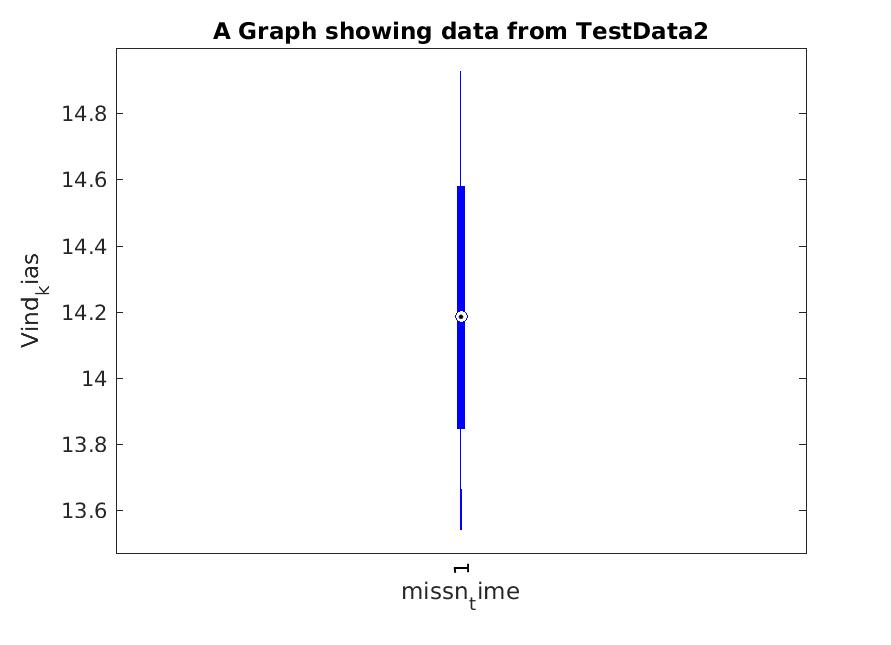 A Graph showing data from TestData2
14.8
14.6
14.4
14.2
14
13.8
13.6
Vind_kias
1
missn_time